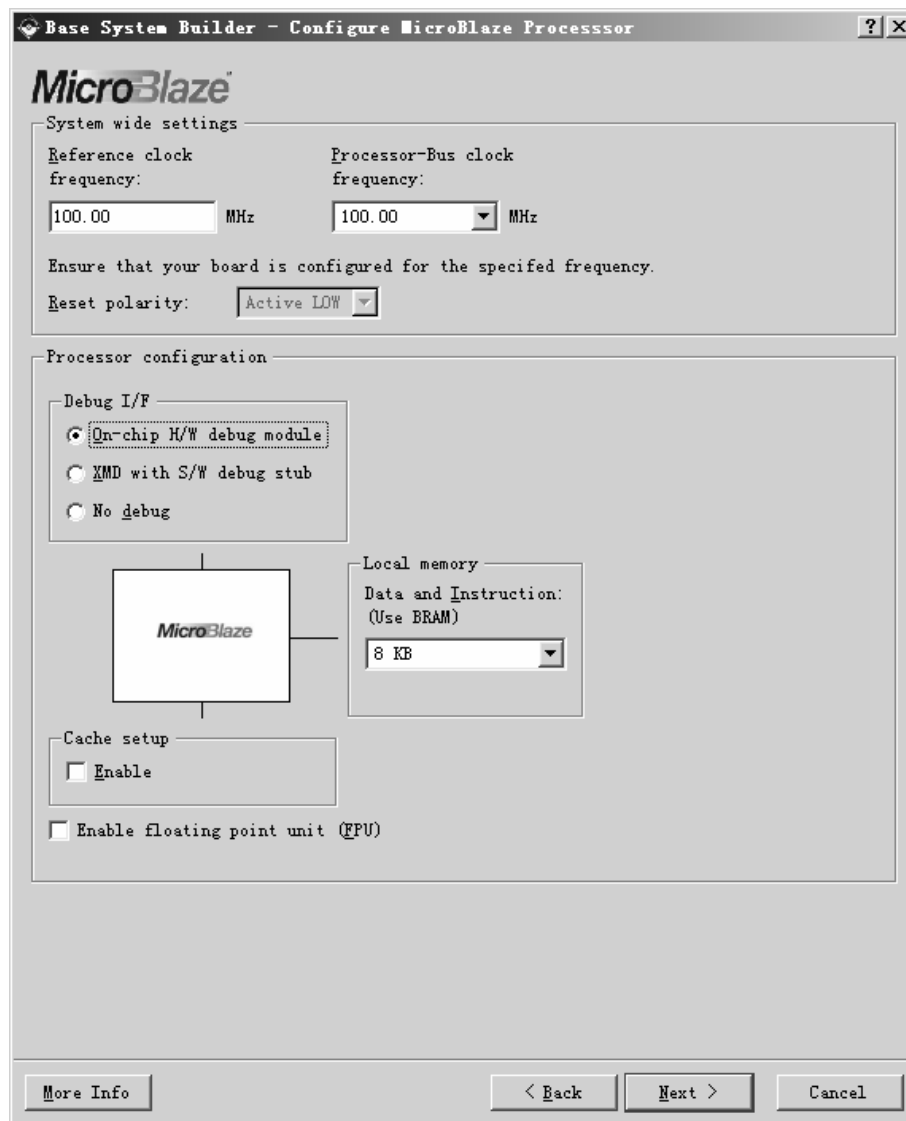 Base System Builder - Configure MicroBlaze Processsor
MicroBlaze
System wide settings
Reference clock frequency:
Processor-Bus clock frequency:
100.00 MHz
100.00 MHz
Ensure that your board is configured for the specifed frequency.
Reset polarity: Active LOW
Processor configuration
Debug I/F
On-chip H/W debug module
XMD with S/W debug stub
No debug
Local memory
Data and Instruction:
(Use BRAM)
MicroBlaze
8 KB
Cache setup
Enable
Enable floating point unit (FPU)
More Info
< Back
Next >
Cancel